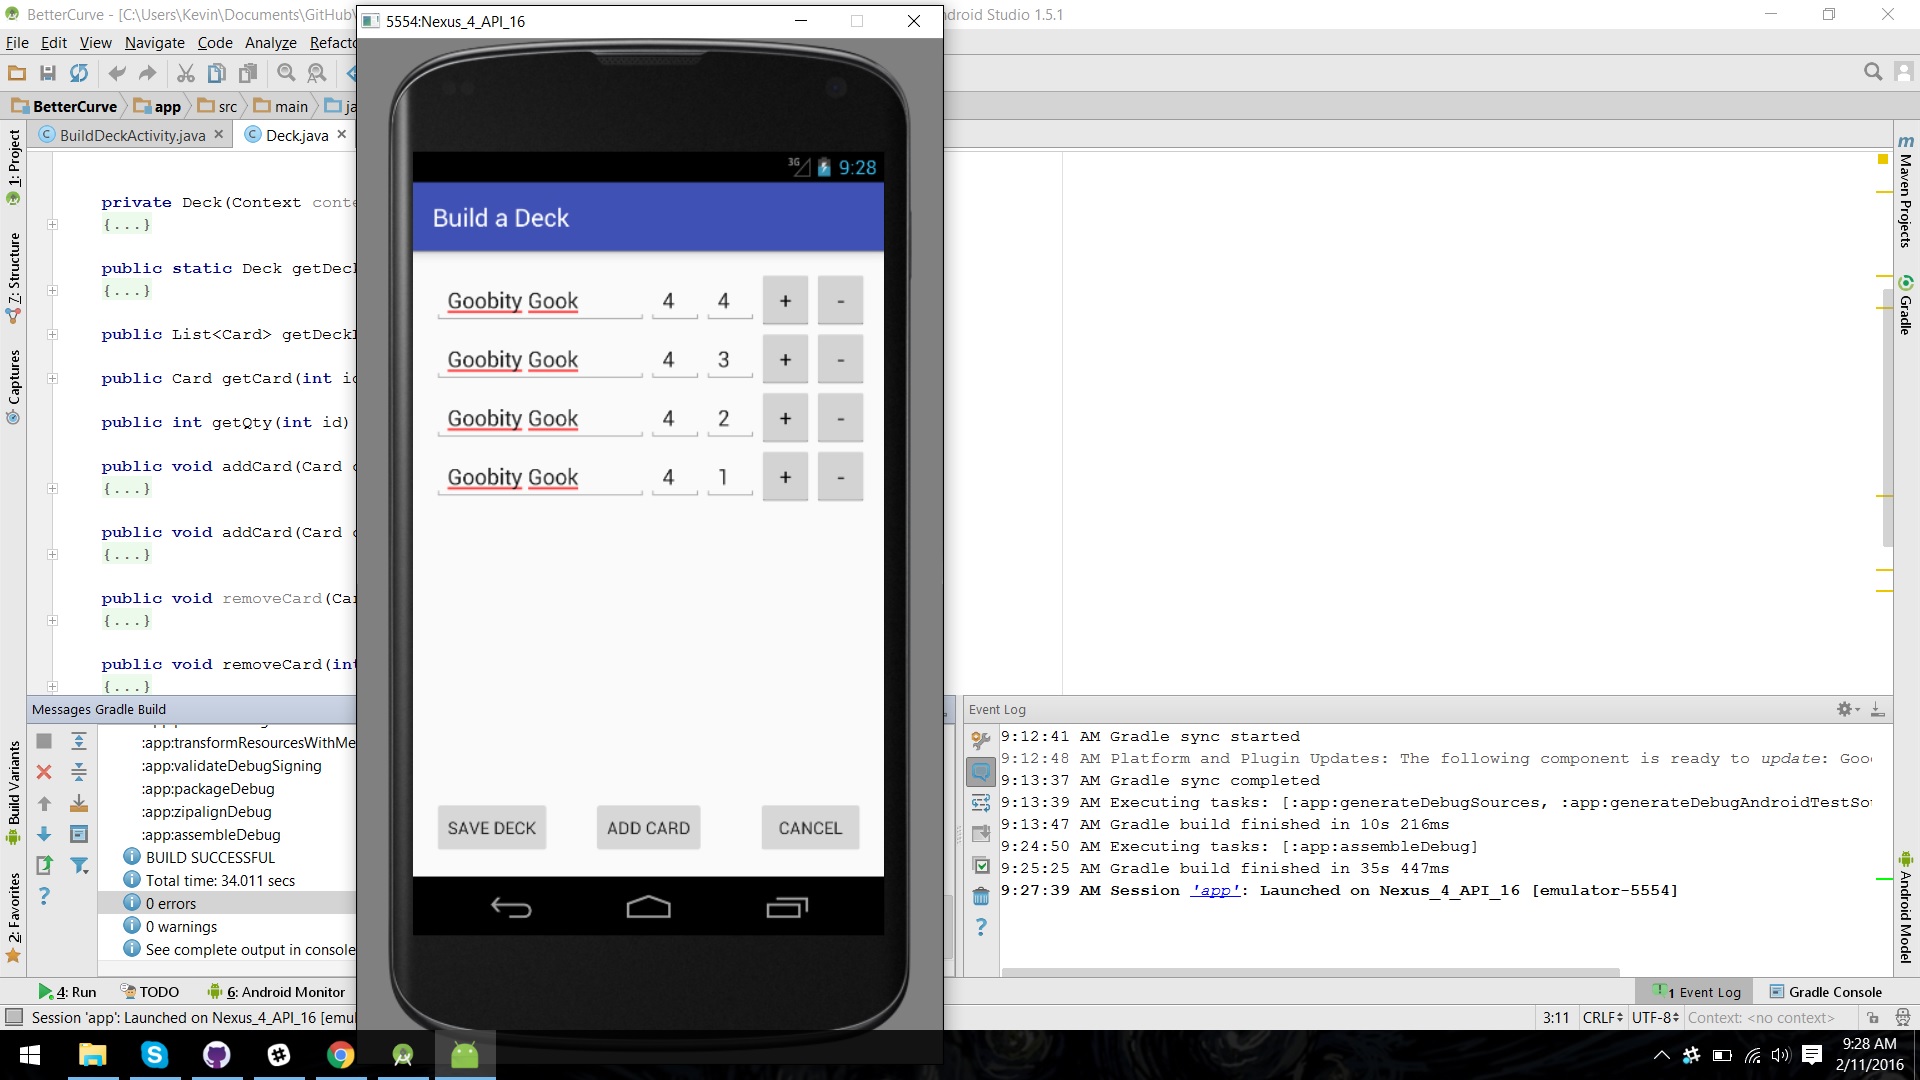 BetterCurve - [C:\Users\Kevin\Documents\GitHub\
5554:Nexus_4_API_16
Android Studio 1.5.1
File Edit View Navigate Code Analyze Refacto
BetterCurve app src main ja
BuildDeckActivity.java Deck.java
1: Project
7: Structure
Captures
Build Variants
2: Favorites
private Deck(Context conte
{...}
public static Deck getDeck
{...}
public List<Card> getDeckL
public Card getCard(int id
public int getQty(int id)
public void addCard(Card c
{...}
public void addCard(Card c
{...}
public void removeCard(Car
{...}
public void removeCard(int
{...}
3G 9:28
Build a Deck
Goobity Gook 4 4 + -
Goobity Gook 4 3 + -
Goobity Gook 4 2 + -
Goobity Gook 4 1 + -
SAVE DECK ADD CARD CANCEL
Maven Projects
Gradle
Android Model
Messages Gradle Build
:app:transformResourcesWithMe
:app:validateDebugSigning
:app:packageDebug
:app:zipalignDebug
:app:assembleDebug
BUILD SUCCESSFUL
Total time: 34.011 secs
0 errors
0 warnings
See complete output in console
Event Log
9:12:41 AM Gradle sync started
9:12:48 AM Platform and Plugin Updates: The following component is ready to update: Goo
9:13:37 AM Gradle sync completed
9:13:39 AM Executing tasks: [:app:generateDebugSources, :app:generateDebugAndroidTestSou
9:13:47 AM Gradle build finished in 10s 216ms
9:24:50 AM Executing tasks: [:app:assembleDebug]
9:25:25 AM Gradle build finished in 35s 447ms
9:27:39 AM Session 'app': Launched on Nexus_4_API_16 [emulator-5554]
4: Run TODO 6: Android Monitor
1 Event Log Gradle Console
Session 'app': Launched on Nexus_4_API_16 [emu
3:11 CRLF UTF-8 Context: <no context>
9:28 AM
2/11/2016